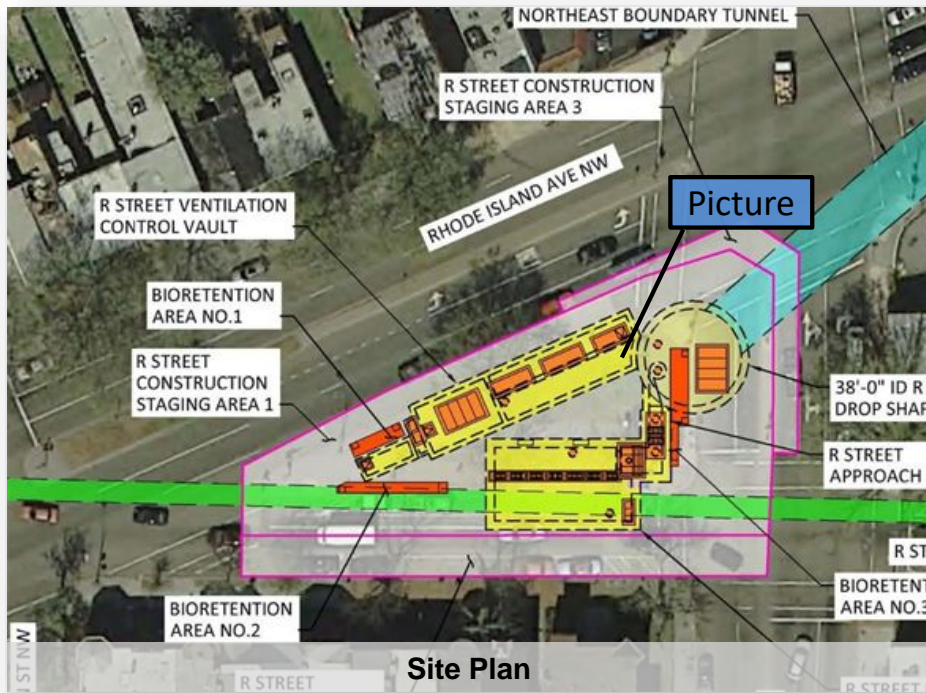 NORTHEAST BOUNDARY TUNNEL
R STREET CONSTRUCTION
STAGING AREA 3
RHODE ISLAND AVE NW
Picture
R STREET VENTILATION
CONTROL VAULT
BIORETENTION
AREA NO.1
R STREET
CONSTRUCTION
STAGING AREA 1
38'-0" ID R
DROP SHAF
R STREET
APPROACH
R ST
BIORETENT
AREA NO.3
BIORETENTION
AREA NO.2
ST NW
R STREET
Site Plan
R STREET